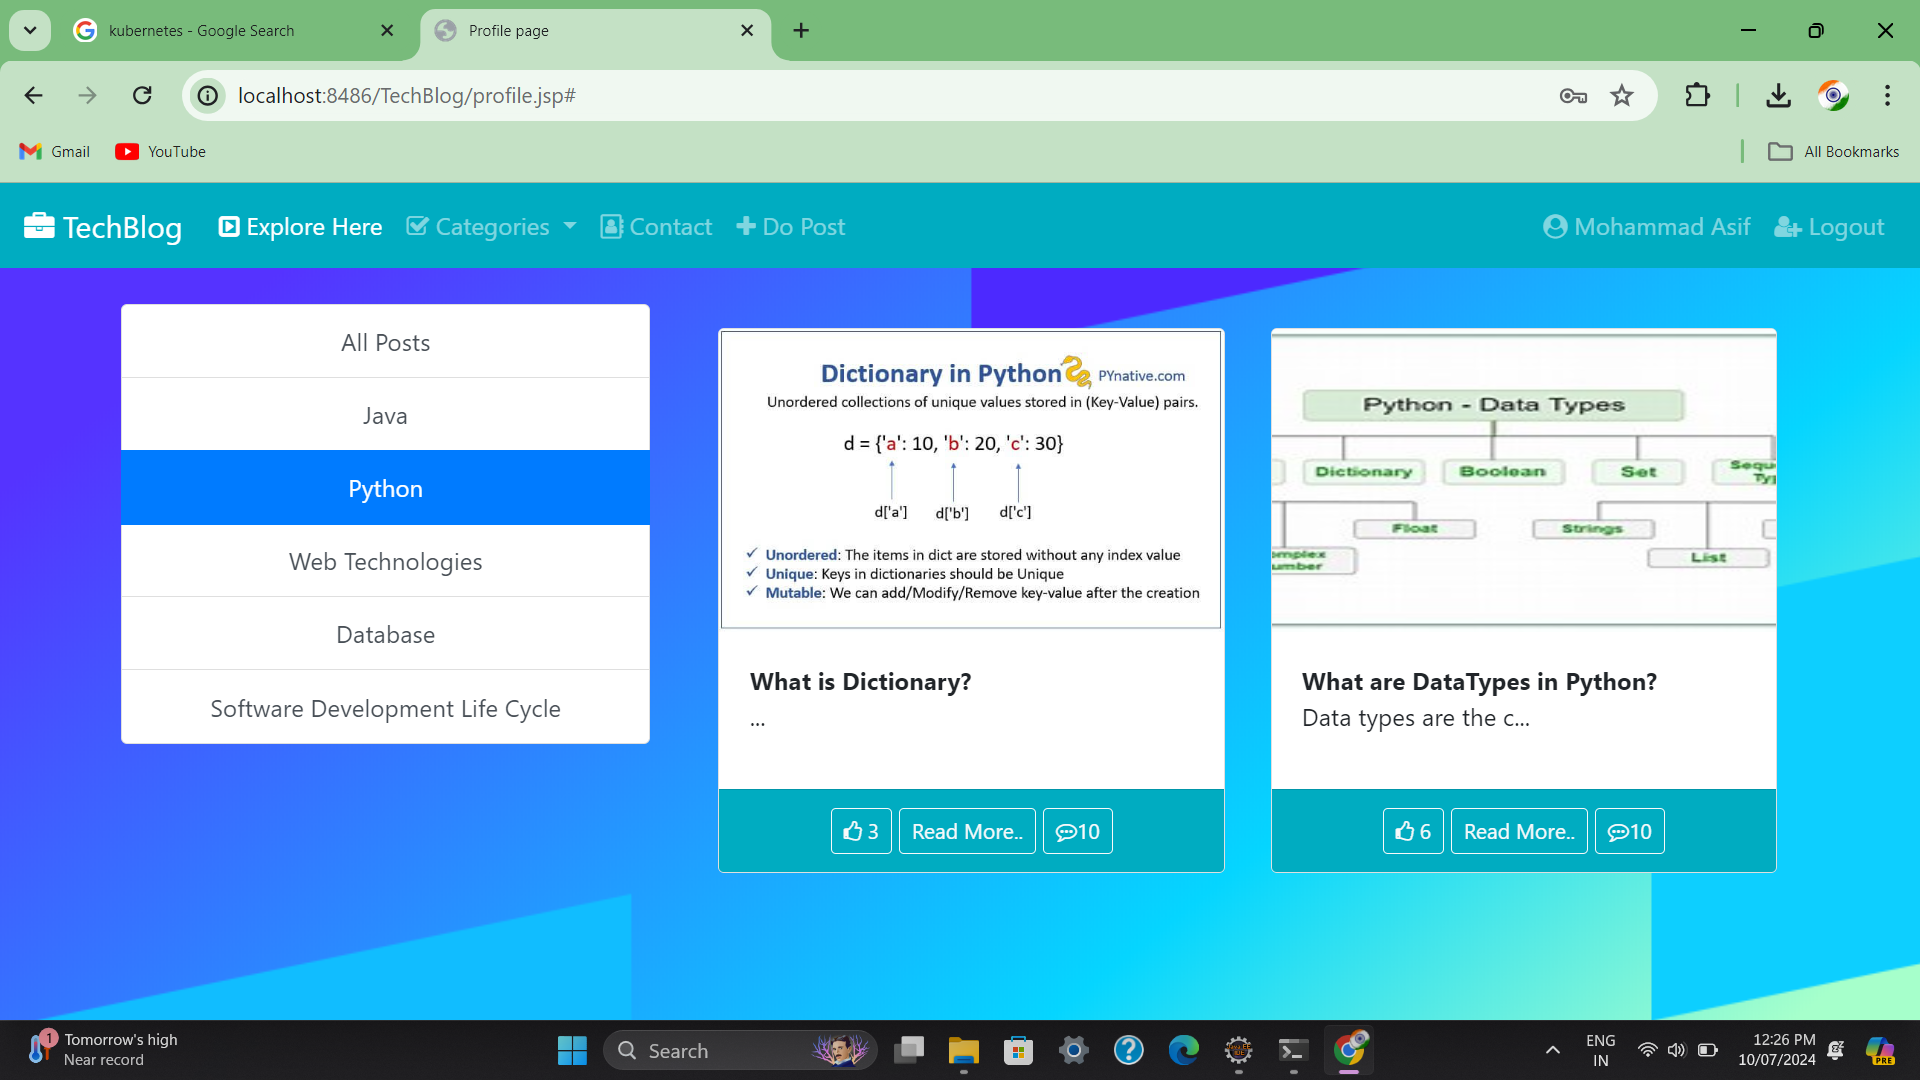 kubernetes - Google Search
Profile page
localhost:8486/TechBlog/profile.jsp#
Gmail
YouTube
All Bookmarks
TechBlog
Explore Here
Categories
Contact
Do Post
Mohammad Asif
Logout
All Posts
Java
Python
Web Technologies
Database
Software Development Life Cycle
Dictionary in Python PYnative.com
Unordered collections of unique values stored in (Key-Value) pairs.
d = {'a': 10, 'b': 20, 'c': 30}
d['a'] d['b'] d['c']
✓ Unordered: The items in dict are stored without any index value
✓ Unique: Keys in dictionaries should be Unique
✓ Mutable: We can add/Modify/Remove key-value after the creation
What is Dictionary?
...
3
Read More..
10
Python - Data Types
Dictionary
Boolean
Set
Sequ
Ty
Float
Strings
omplex
umber
List
What are DataTypes in Python?
Data types are the c...
6
Read More..
10
1
Tomorrow's high
Near record
Search
ENG
IN
12:26 PM
10/07/2024
PRE